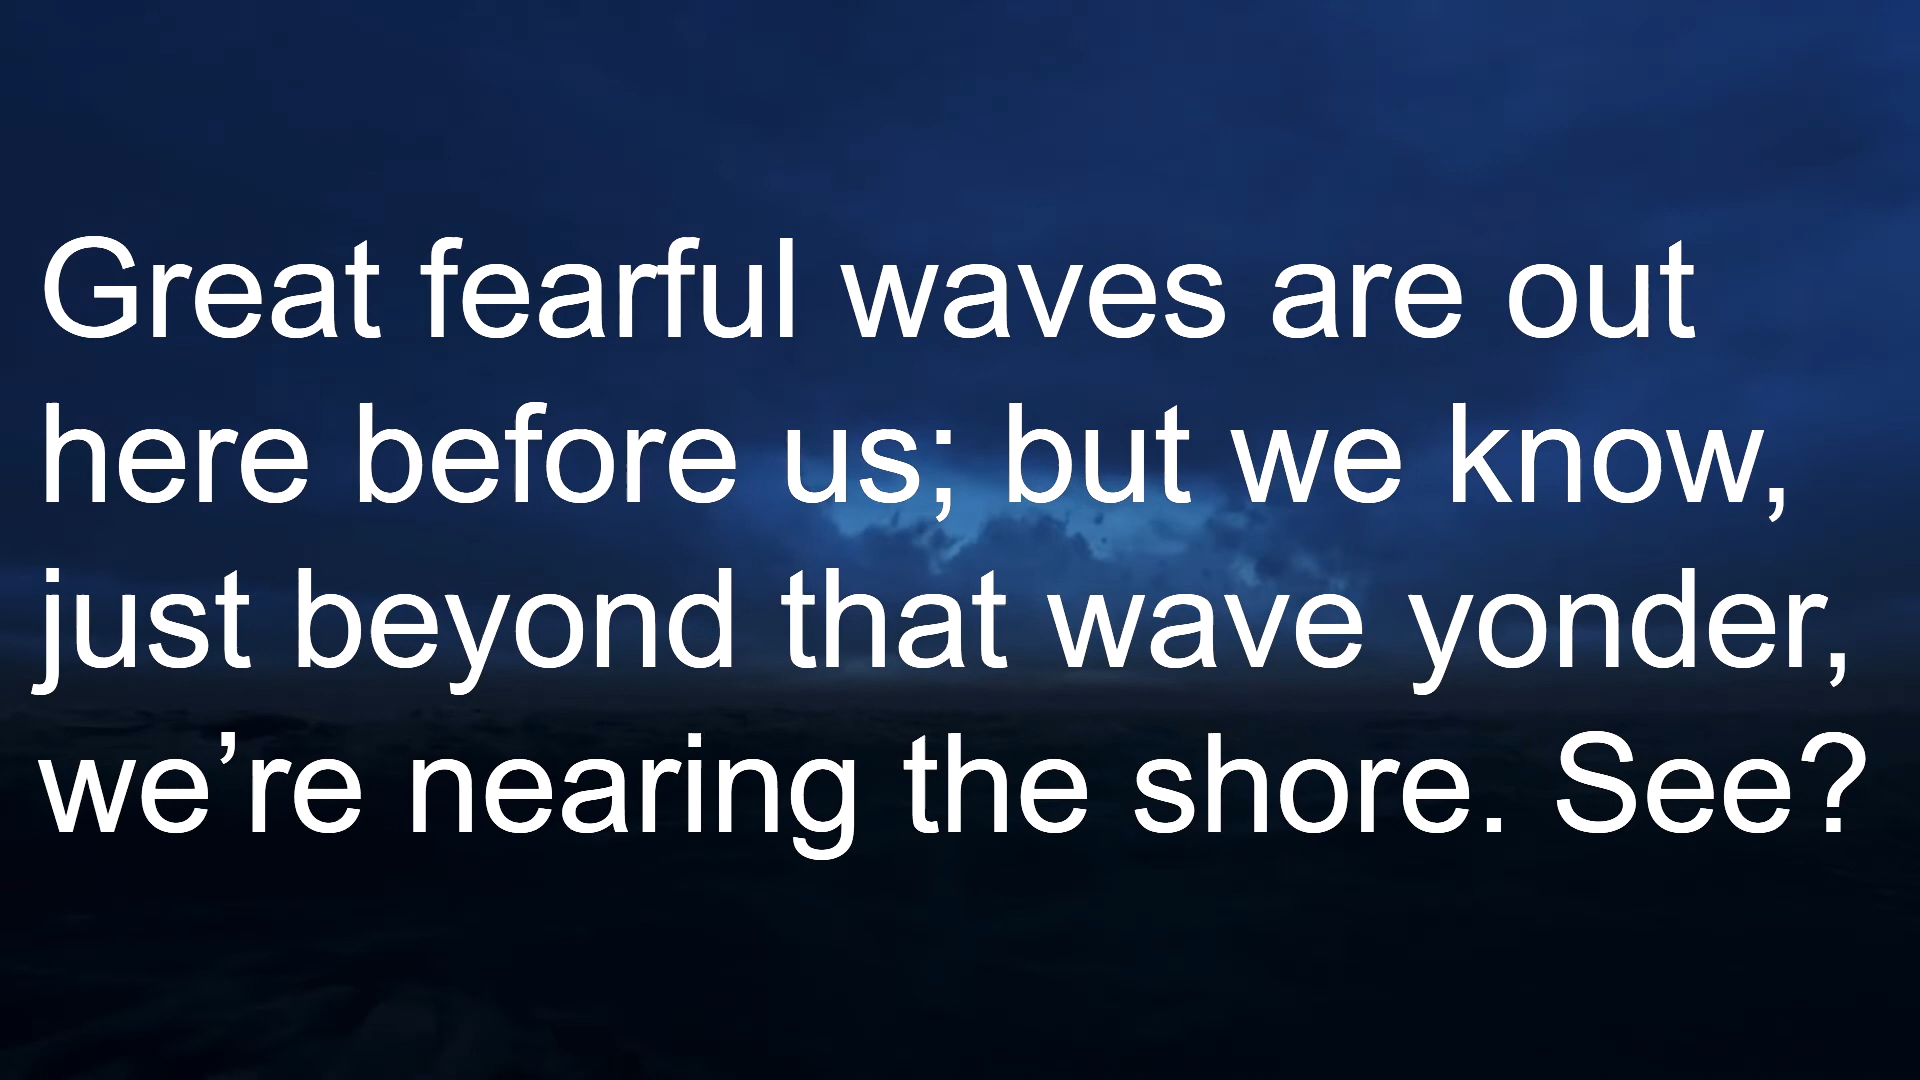 Great fearful waves are out
here before us; but we know,
just beyond that wave yonder,
we’re nearing the shore. See?